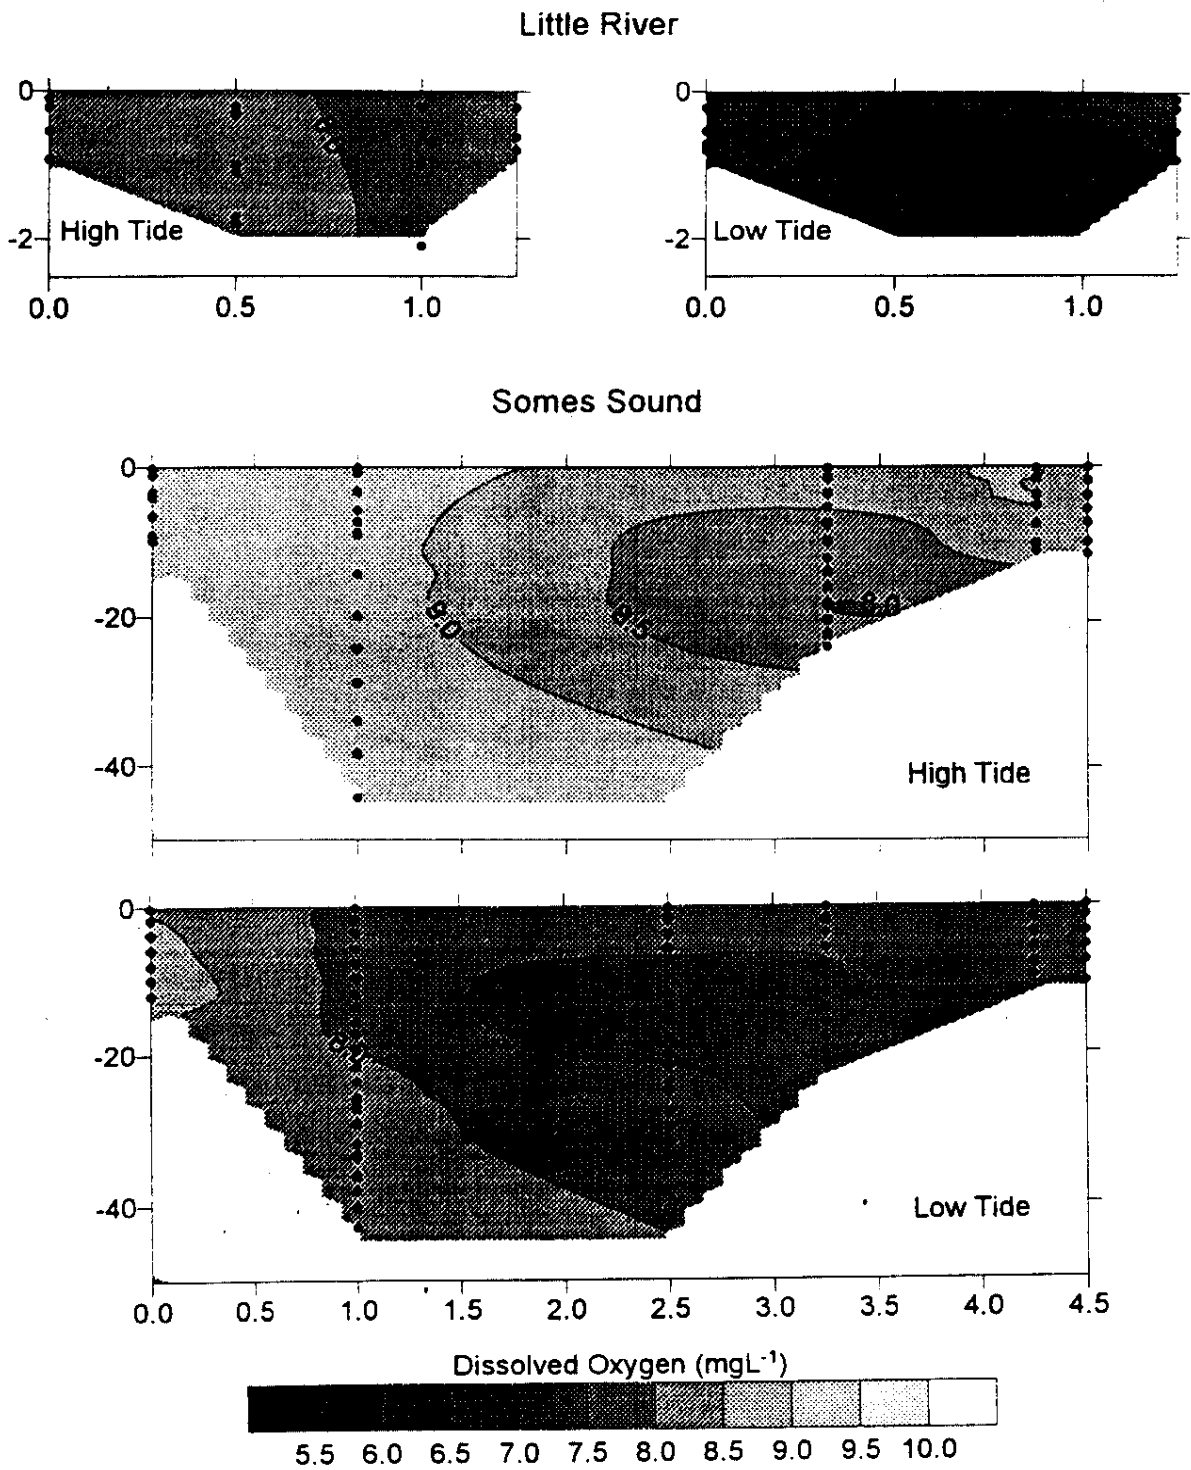 Little River
0
-2
High Tide
0.0 0.5 1.0
0
-2
Low Tide
0.0 0.5 1.0
Somes Sound
0
-20
-40
9.0
8.5
8.0
High Tide
0
-20
-40
Low Tide
0.0 0.5 1.0 1.5 2.0 2.5 3.0 3.5 4.0 4.5
Dissolved Oxygen (mgL⁻¹)
5.5 6.0 6.5 7.0 7.5 8.0 8.5 9.0 9.5 10.0